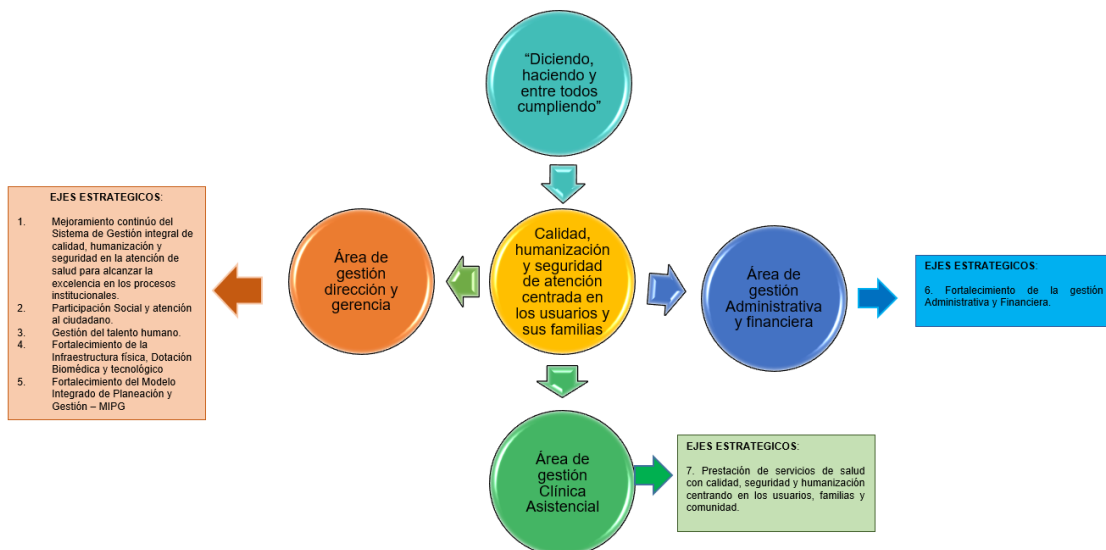 “Diciendo,
haciendo y
entre todos
cumpliendo”
EJES ESTRATEGICOS:
1. Mejoramiento continúo del
Sistema de Gestión integral de
calidad, humanización y
seguridad en la atención de
salud para alcanzar la
excelencia en los procesos
institucionales.
2. Participación Social y atención
al ciudadano.
3. Gestión del talento humano.
4. Fortalecimiento de la
Infraestructura física, Dotación
Biomédica y tecnológico
5. Fortalecimiento del Modelo
Integrado de Planeación y
Gestión – MIPG
Área de
gestión
dirección y
gerencia
Calidad,
humanización
y seguridad
de atención
centrada en
los usuarios y
sus familias
Área de
gestión
Administrativa
y financiera
EJES ESTRATEGICOS:
6. Fortalecimiento de la gestión
Administrativa y Financiera.
Área de
gestión
Clínica
Asistencial
EJES ESTRATEGICOS:
7. Prestación de servicios de salud
con calidad, seguridad y humanización
centrando en los usuarios, familias y
comunidad.